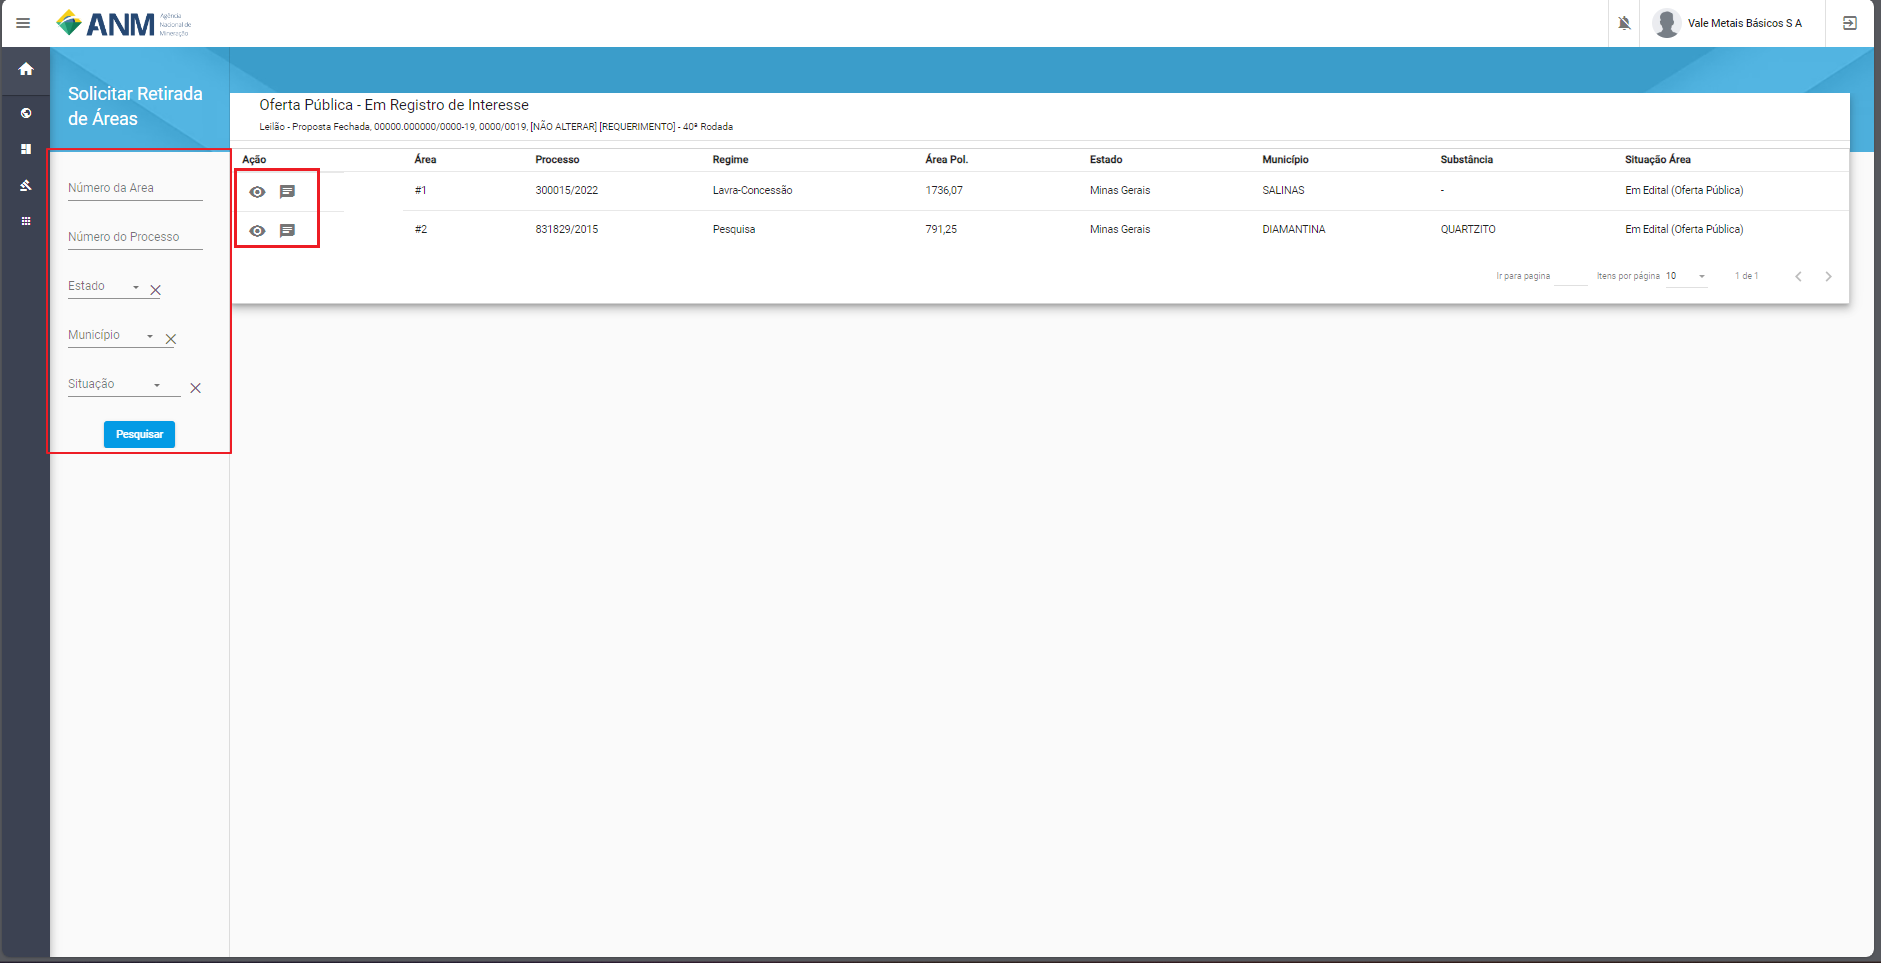 ANM
Agência
Nacional de
Mineração
Vale Metais Básicos S A
Solicitar Retirada
de Áreas
Número da Area
Número do Processo
Estado
Município
Situação
Pesquisar
Oferta Pública - Em Registro de Interesse
Leilão - Proposta Fechada, 00000.000000/0000-19, 0000/0019, [NÃO ALTERAR] [REQUERIMENTO] - 40ª Rodada
Ação Área Processo Regime Área Pol. Estado Município Substância Situação Área
#1 300015/2022 Lavra-Concessão 1736,07 Minas Gerais SALINAS - Em Edital (Oferta Pública)
#2 831829/2015 Pesquisa 791,25 Minas Gerais DIAMANTINA QUARTZITO Em Edital (Oferta Pública)
Ir para pagina Itens por página 10 1 de 1